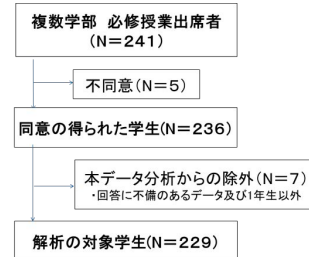 複数学部 必修授業出席者
(N=241)
不同意(N=5)
同意の得られた学生(N=236)
本データ分析からの除外(N=7)
・回答に不備のあるデータ及び1年生以外
解析の対象学生(N=229)